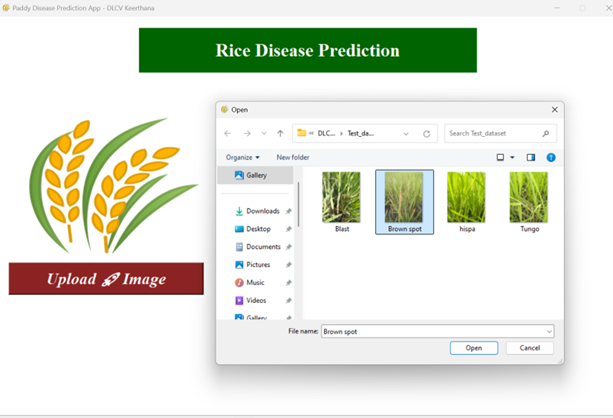 Paddy Disease Prediction App - DLCV Keerthana
Rice Disease Prediction
Upload Image
Open
« DLC... › Test_da...
Search Test_dataset
Organize
New folder
Gallery
Downloads
Desktop
Documents
Pictures
Music
Videos
Gallery
Blast
Brown spot
hispa
Tungo
File name: Brown spot
Open
Cancel